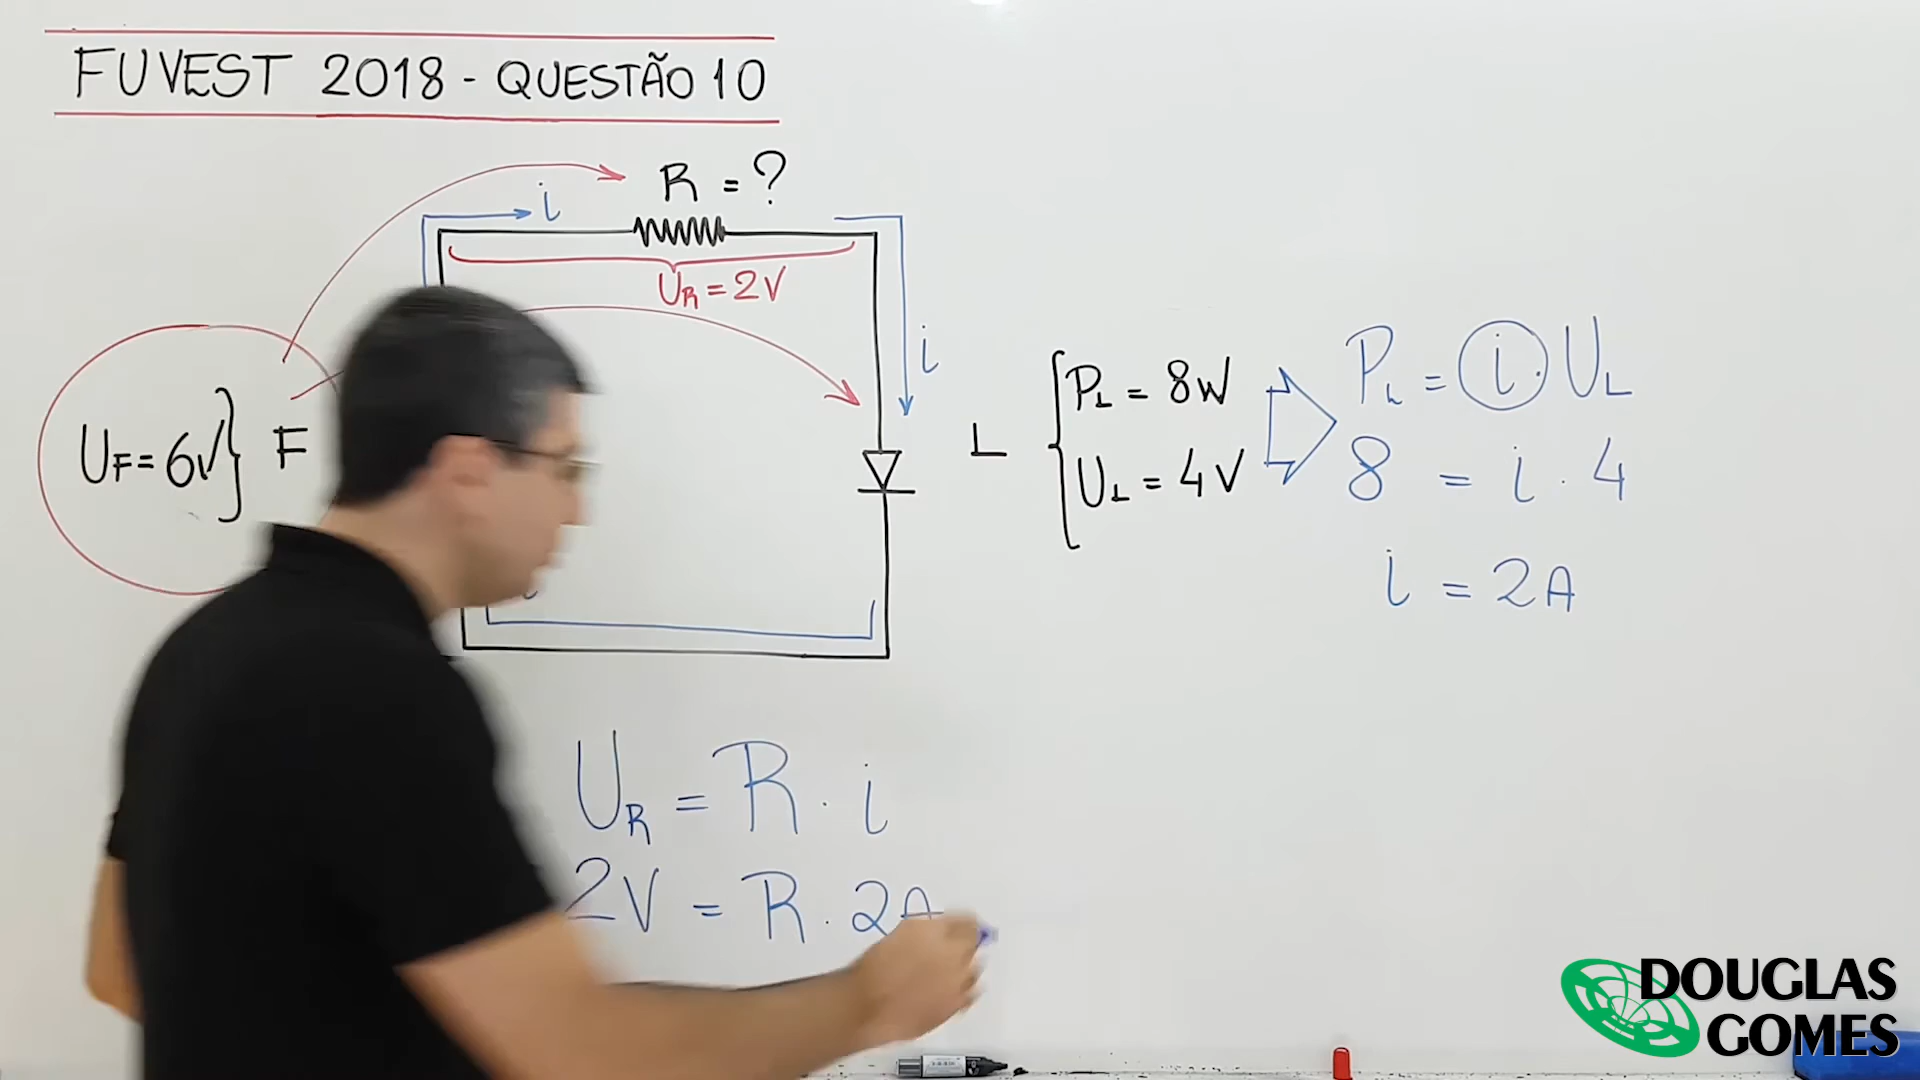 FUVEST 2018 - QUESTÃO 10
R = ?
i
U_R = 2V
i
U_F = 6V } F
L { P_L = 8W
U_L = 4V
P_L = i . U_L
8 = i . 4
i = 2A
U_R = R . i
2V = R . 2A
DOUGLAS
GOMES